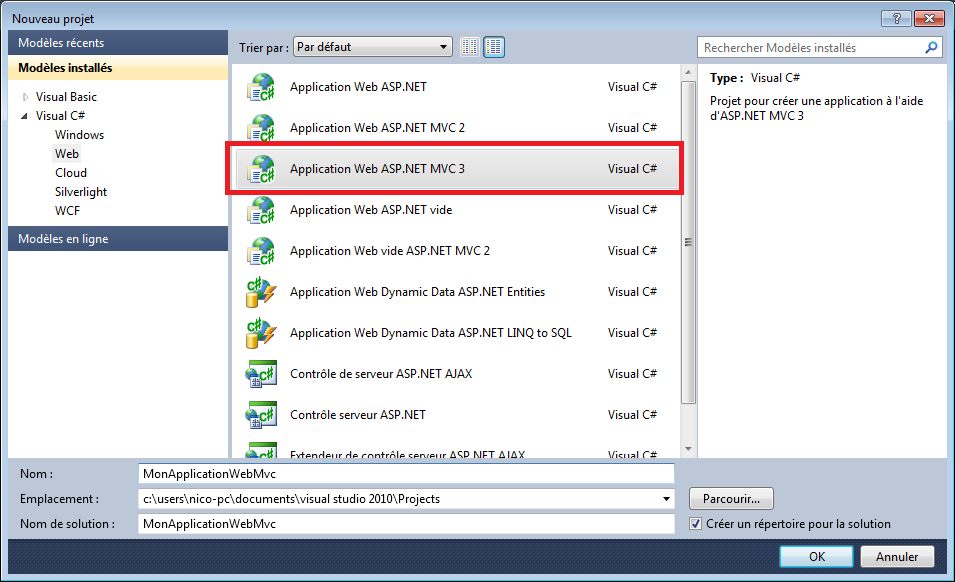 Nouveau projet
?
Modèles récents
Modèles installés
Visual Basic
Visual C#
Windows
Web
Cloud
Silverlight
WCF
Modèles en ligne
Trier par : Par défaut
Application Web ASP.NET Visual C#
Application Web ASP.NET MVC 2 Visual C#
Application Web ASP.NET MVC 3 Visual C#
Application Web ASP.NET vide Visual C#
Application Web vide ASP.NET MVC 2 Visual C#
Application Web Dynamic Data ASP.NET Entities Visual C#
Application Web Dynamic Data ASP.NET LINQ to SQL Visual C#
Contrôle de serveur ASP.NET AJAX Visual C#
Contrôle serveur ASP.NET Visual C#
Extendeur de contrôle serveur ASP.NET AJAX Visual C#
Rechercher Modèles installés
Type : Visual C#
Projet pour créer une application à l'aide
d'ASP.NET MVC 3
Nom : MonApplicationWebMvc
Emplacement : c:\users\nico-pc\documents\visual studio 2010\Projects Parcourir...
Nom de solution : MonApplicationWebMvc Créer un répertoire pour la solution
OK Annuler